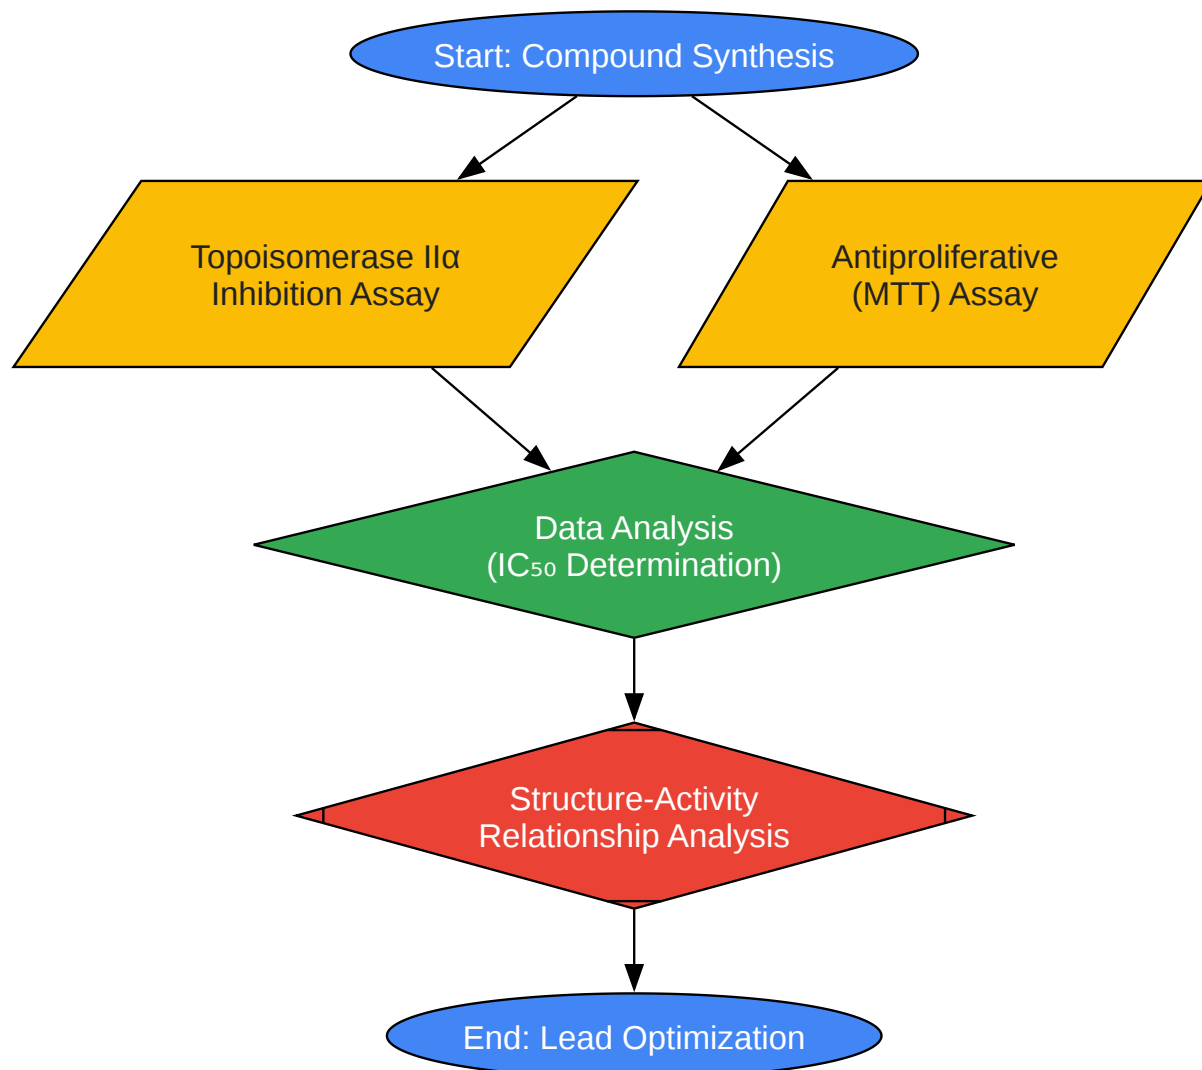 Start: Compound Synthesis
Topoisomerase IIα
Inhibition Assay
Antiproliferative
(MTT) Assay
Data Analysis
(IC₅₀ Determination)
Structure-Activity
Relationship Analysis
End: Lead Optimization